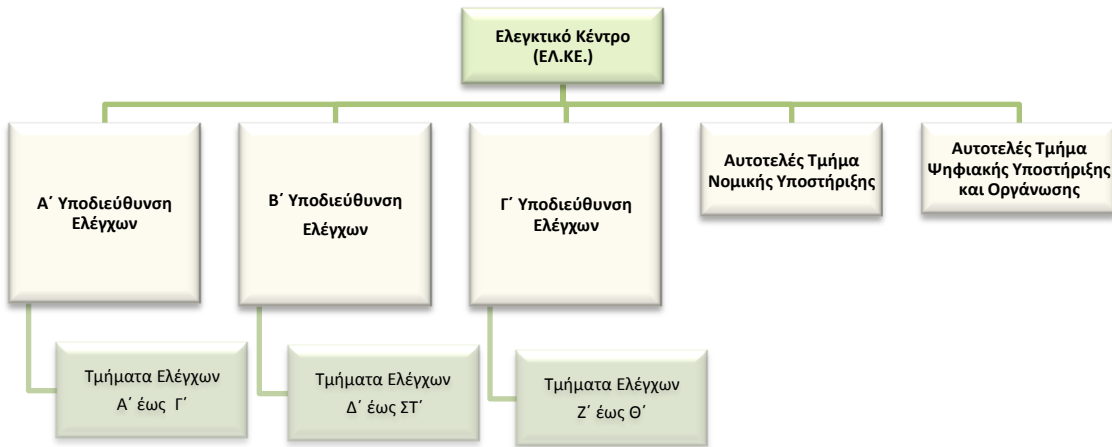 Ελεγκτικό Κέντρο
(ΕΛ.ΚΕ.)
Α΄ Υποδιεύθυνση
Ελέγχων
Β΄ Υποδιεύθυνση
Ελέγχων
Γ΄ Υποδιεύθυνση
Ελέγχων
Αυτοτελές Τμήμα
Νομικής Υποστήριξης
Αυτοτελές Τμήμα
Ψηφιακής Υποστήριξης
και Οργάνωσης
Τμήματα Ελέγχων
Α΄ έως Γ΄
Τμήματα Ελέγχων
Δ΄ έως ΣΤ΄
Τμήματα Ελέγχων
Ζ΄ έως Θ΄